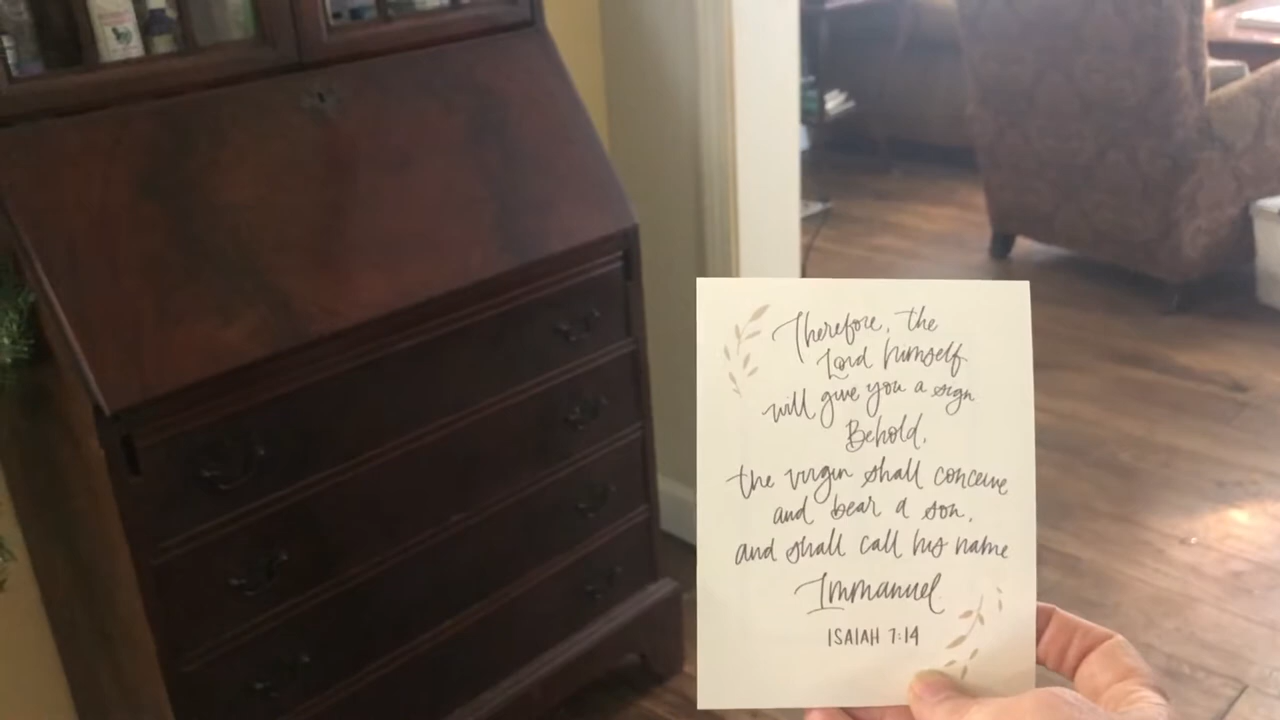 Therefore, the
Lord himself
will give you a sign
Behold,
the virgin shall conceive
and bear a son,
and shall call his name
Immanuel
ISAIAH 7:14